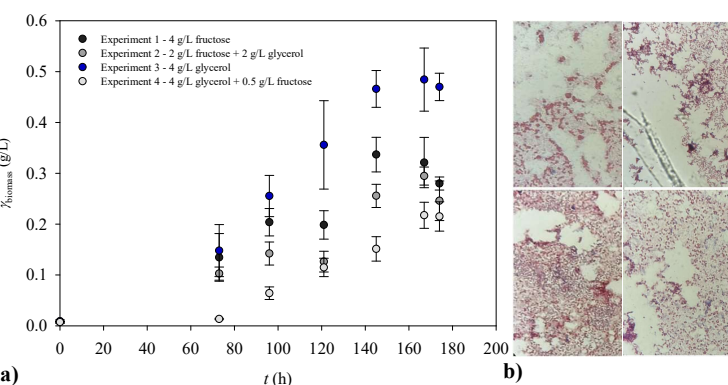 0.6
0.5
0.4
0.3
0.2
0.1
0.0
γbiomass (g/L)
Experiment 1 - 4 g/L fructose
Experiment 2 - 2 g/L fructose + 2 g/L glycerol
Experiment 3 - 4 g/L glycerol
Experiment 4 - 4 g/L glycerol + 0.5 g/L fructose
0 20 40 60 80 100 120 140 160 180 200
t (h)
a)
b)